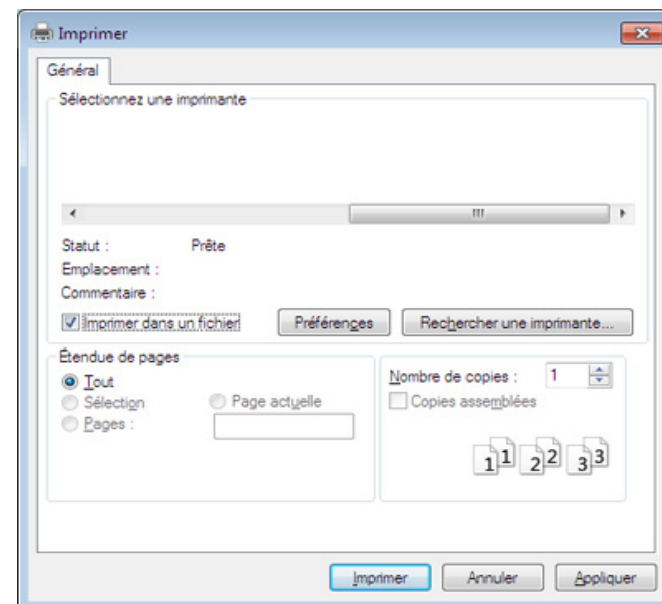 Imprimer
Général
Sélectionnez une imprimante
Statut : Prête
Emplacement :
Commentaire :
Imprimer dans un fichier Préférences Rechercher une imprimante...
Étendue de pages
Tout
Sélection Page actuelle
Pages :
Nombre de copies : 1
Copies assemblées
1 1 2 2 3 3
Imprimer Annuler Appliquer